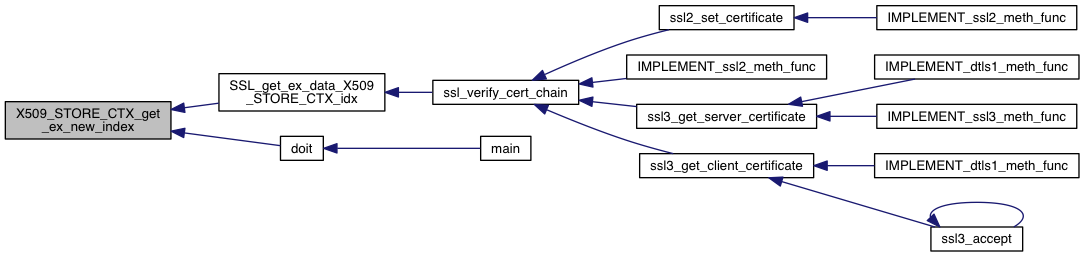 X509_STORE_CTX_get
_ex_new_index
SSL_get_ex_data_X509
_STORE_CTX_idx
doit
main
ssl_verify_cert_chain
ssl2_set_certificate
IMPLEMENT_ssl2_meth_func
IMPLEMENT_ssl2_meth_func
ssl3_get_server_certificate
IMPLEMENT_dtls1_meth_func
IMPLEMENT_ssl3_meth_func
ssl3_get_client_certificate
IMPLEMENT_dtls1_meth_func
ssl3_accept